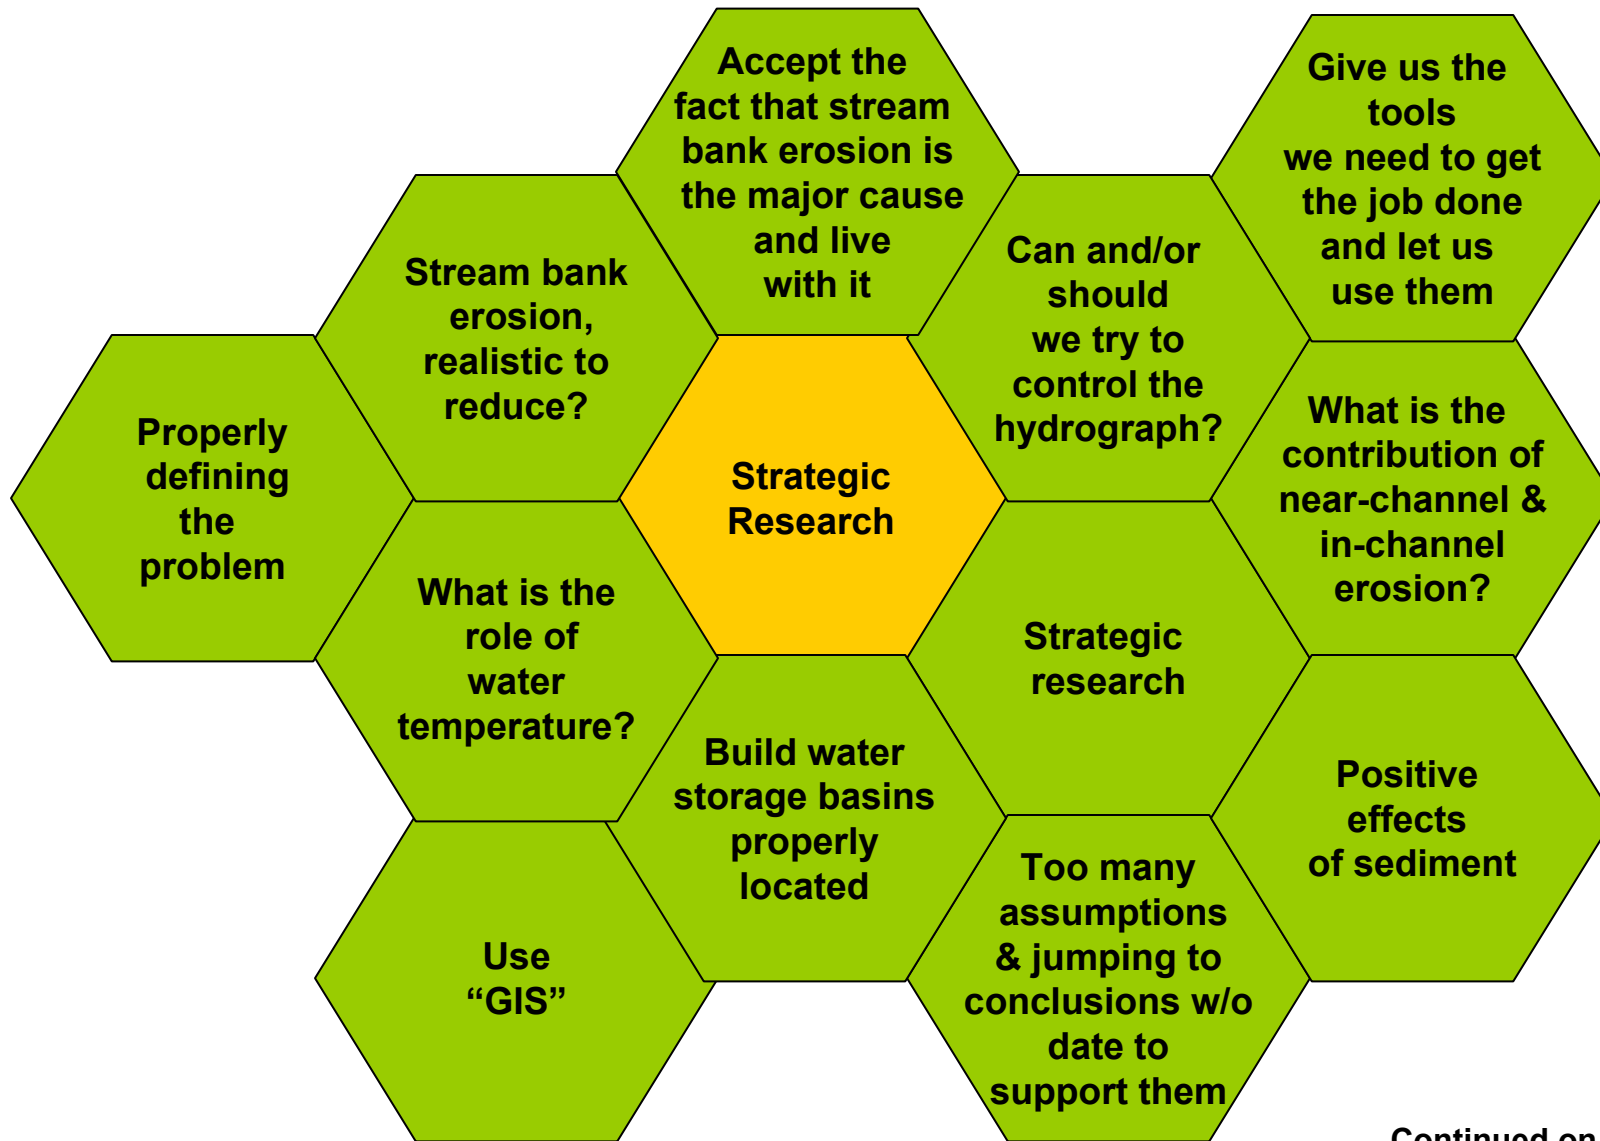 Accept the
fact that stream
bank erosion is
the major cause
and live
with it
Give us the
tools
we need to get
the job done
and let us
use them
Stream bank
erosion,
realistic to
reduce?
Can and/or
should
we try to
control the
hydrograph?
Properly
defining
the
problem
Strategic
Research
What is the
contribution of
near-channel &
in-channel
erosion?
What is the
role of
water
temperature?
Strategic
research
Build water
storage basins
properly
located
Positive
effects
of sediment
Use
“GIS”
Too many
assumptions
& jumping to
conclusions w/o
date to
support them
Continued on